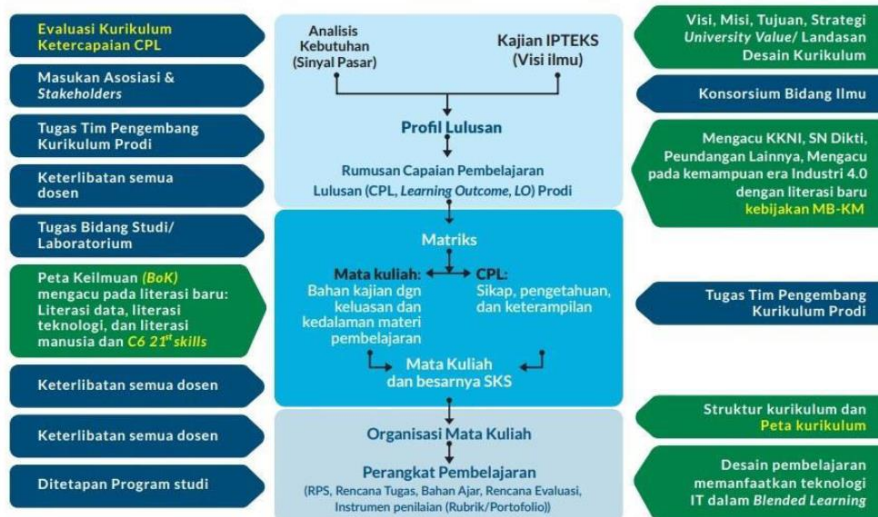 Evaluasi Kurikulum
Ketercapaian CPL
Masukan Asosiasi &
Stakeholders
Tugas Tim Pengembang
Kurikulum Prodi
Keterlibatan semua
dosen
Tugas Bidang Studi/
Laboratorium
Peta Keilmuan (BoK)
mengacu pada literasi baru:
Literasi data, literasi
teknologi, dan literasi
manusia dan C6 21st skills
Keterlibatan semua dosen
Keterlibatan semua dosen
Ditetapan Program studi
Analisis
Kebutuhan
(Sinyal Pasar)
Kajian IPTEKS
(Visi ilmu)
Profil Lulusan
Rumusan Capaian Pembelajaran
Lulusan (CPL, Learning Outcome, LO) Prodi
Matriks
Mata kuliah:
Bahan kajian dgn
keluasan dan
kedalaman materi
pembelajaran
CPL:
Sikap, pengetahuan,
dan keterampilan
Mata Kuliah
dan besarnya SKS
Organisasi Mata Kuliah
Perangkat Pembelajaran
(RPS, Rencana Tugas, Bahan Ajar, Rencana Evaluasi,
Instrumen penilaian (Rubrik/Portofolio))
Visi, Misi, Tujuan, Strategi
University Value/ Landasan
Desain Kurikulum
Konsorsium Bidang Ilmu
Mengacu KKNI, SN Dikti,
Peundangan Lainnya, Mengacu
pada kemampuan era Industri 4.0
dengan literasi baru
kebijakan MB-KM
Tugas Tim Pengembang
Kurikulum Prodi
Struktur kurikulum dan
Peta kurikulum
Desain pembelajaran
memanfaatkan teknologi
IT dalam Blended Learning